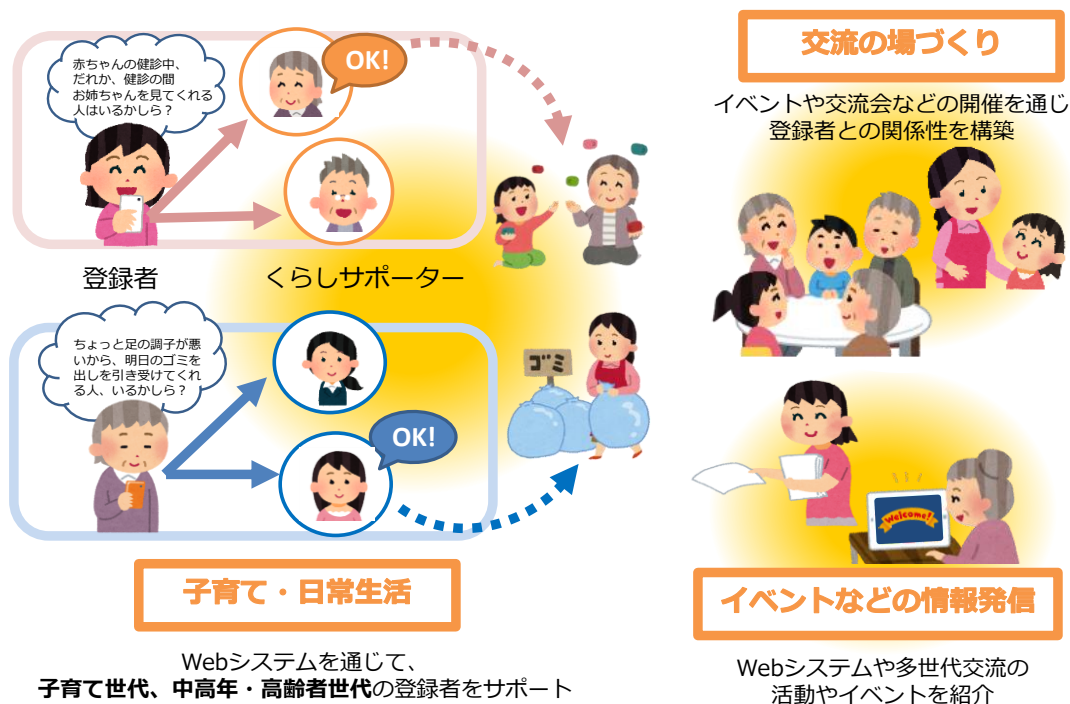 赤ちゃんの健診中、
だれか、健診の間
お姉ちゃんを見てくれる
人はいるかしら？
OK!
登録者
くらしサポーター
ちょっと足の調子が悪
いから、明日のゴミを
出しを引き受けてくれ
る人、いるかしら？
OK!
ゴミ
子育て・日常生活
Webシステムを通じて、
子育て世代、中高年・高齢者世代の登録者をサポート
交流の場づくり
イベントや交流会などの開催を通じ
登録者との関係性を構築
Welcome!
イベントなどの情報発信
Webシステムや多世代交流の
活動やイベントを紹介